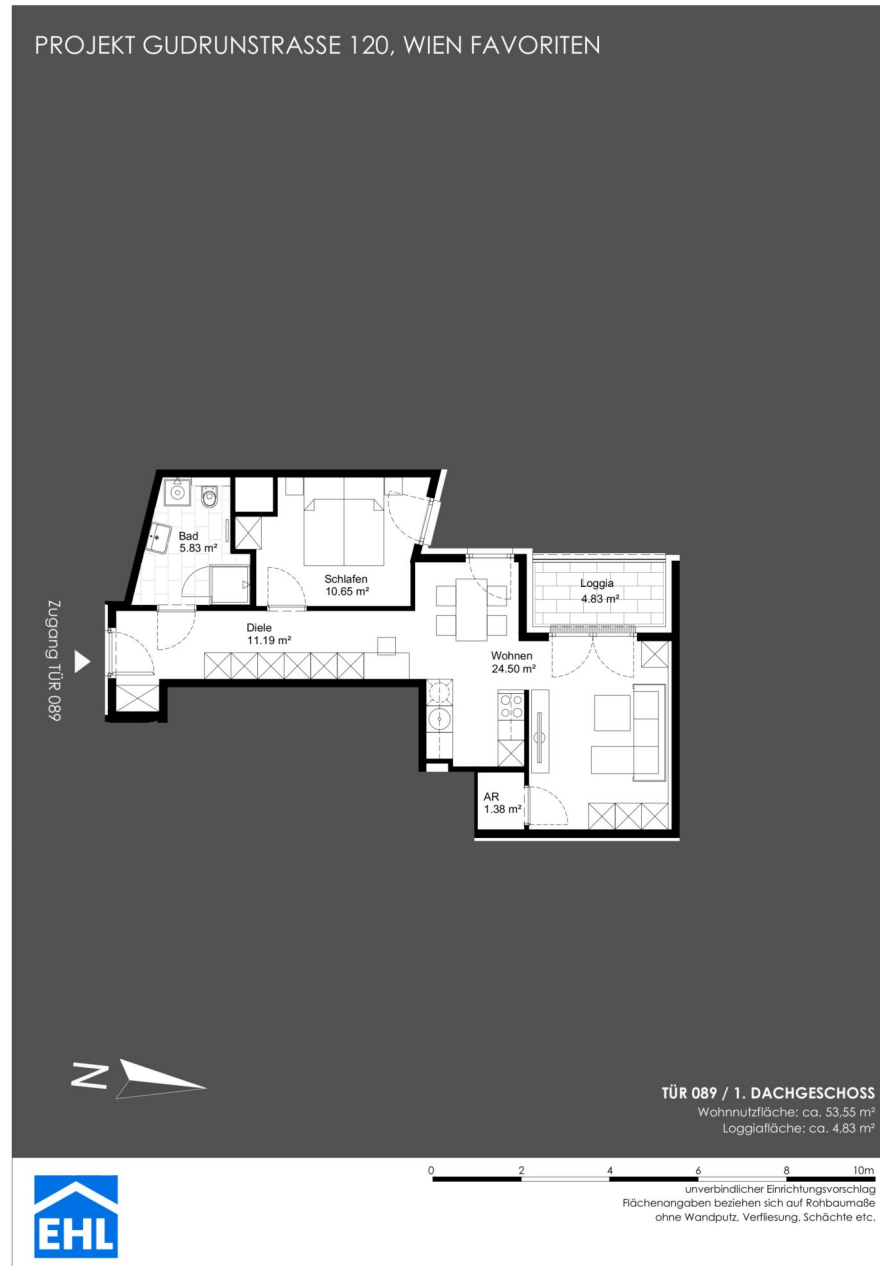 PROJEKT GUDRUNSTRASSE 120, WIEN FAVORITEN
Bad
5.83 m²
Schlafen
10.65 m²
Loggia
4.83 m²
Diele
11.19 m²
Wohnen
24.50 m²
AR
1.38 m²
Zugang TÜR 089
N
TÜR 089 / 1. DACHGESCHOSS
Wohnnutzfläche: ca. 53,55 m²
Loggiafläche: ca. 4,83 m²
0 2 4 6 8 10m
unverbindlicher Einrichtungsvorschlag
Flächenangaben beziehen sich auf Rohbaumaße
ohne Wandputz, Verfliesung, Schächte etc.
EHL